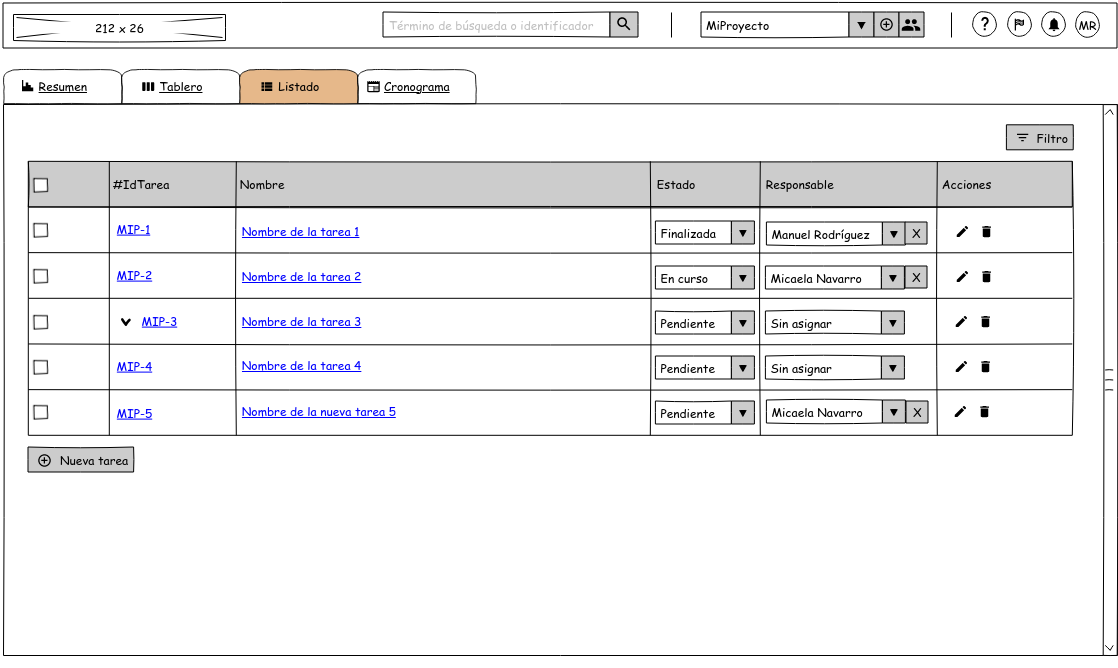 212 x 26
Término de búsqueda o identificador
MiProyecto
?
MR
Resumen
Tablero
Listado
Cronograma
Filtro
#IdTarea Nombre Estado Responsable Acciones
MIP-1 Nombre de la tarea 1 Finalizada Manuel Rodríguez X
MIP-2 Nombre de la tarea 2 En curso Micaela Navarro X
MIP-3 Nombre de la tarea 3 Pendiente Sin asignar
MIP-4 Nombre de la tarea 4 Pendiente Sin asignar
MIP-5 Nombre de la nueva tarea 5 Pendiente Micaela Navarro X
Nueva tarea